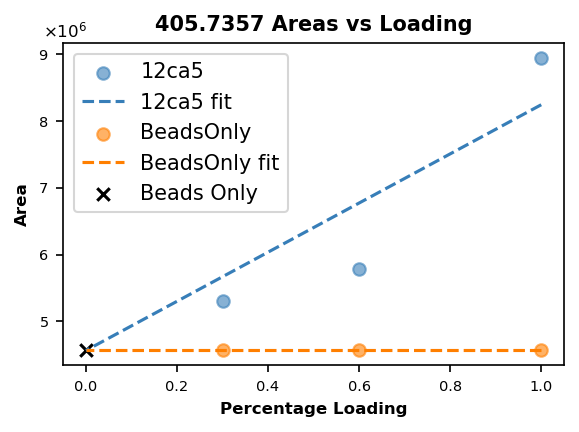 405.7357 Areas vs Loading
×10⁶
12ca5
12ca5 fit
BeadsOnly
BeadsOnly fit
Beads Only
9
8
7
6
5
Area
0.0 0.2 0.4 0.6 0.8 1.0
Percentage Loading